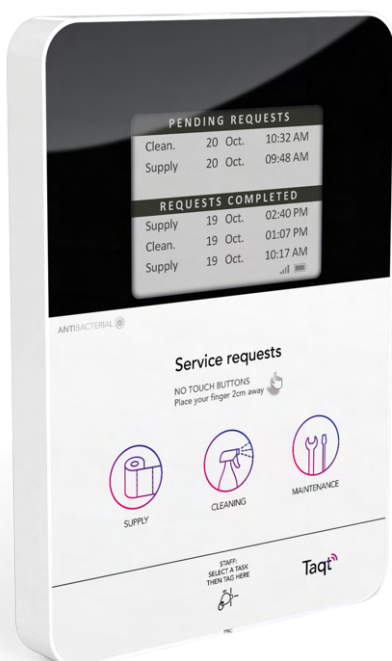 PENDING REQUESTS
Clean. 20 Oct. 10:32 AM
Supply 20 Oct. 09:48 AM
REQUESTS COMPLETED
Supply 19 Oct. 02:40 PM
Clean. 19 Oct. 01:07 PM
Supply 19 Oct. 10:17 AM
ANTIBACTERIAL
Service requests
NO TOUCH BUTTONS
Place your finger 2cm away
SUPPLY
CLEANING
MAINTENANCE
STAFF:
SELECT A TASK
THEN TAG HERE
Taqt